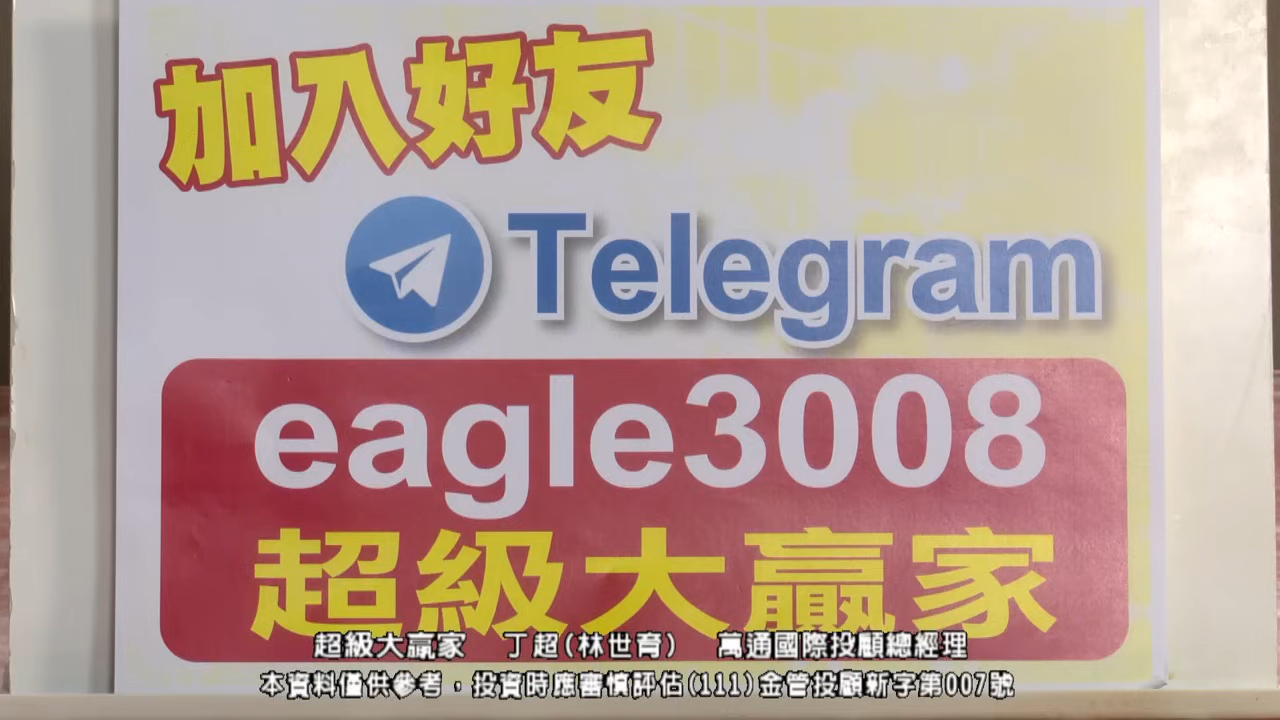 加入好友
Telegram
eagle3008
超級大贏家
超級大贏家 丁超(林世育) 萬通國際投顧總經理
本資料僅供參考，投資時應審慎評估(111)金管投顧新字第007號